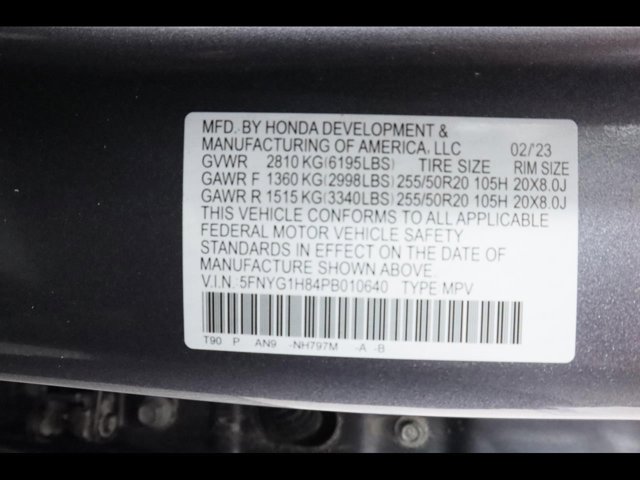 MFD. BY HONDA DEVELOPMENT &
MANUFACTURING OF AMERICA, LLC 02/23
GVWR 2810 KG(6195LBS) TIRE SIZE RIM SIZE
GAWR F 1360 KG(2998LBS) 255/50R20 105H 20X8.0J
GAWR R 1515 KG(3340LBS) 255/50R20 105H 20X8.0J
THIS VEHICLE CONFORMS TO ALL APPLICABLE
FEDERAL MOTOR VEHICLE SAFETY
STANDARDS IN EFFECT ON THE DATE OF
MANUFACTURE SHOWN ABOVE.
V.I.N. 5FNYG1H84PB010640 TYPE MPV
T90 P AN9 -NH797M -A -B